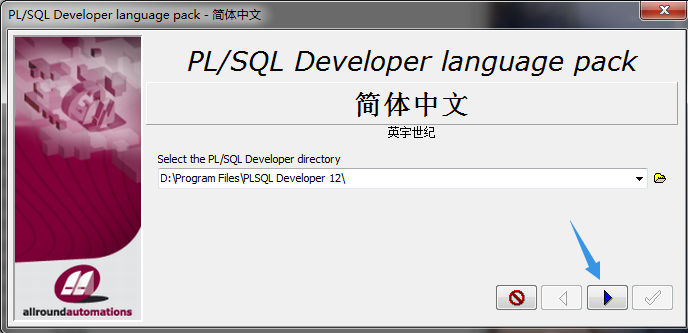 PL/SQL Developer language pack - 简体中文
PL/SQL Developer language pack
简体中文
英宇世纪
Select the PL/SQL Developer directory
D:\Program Files\PLSQL Developer 12\
allroundautomations